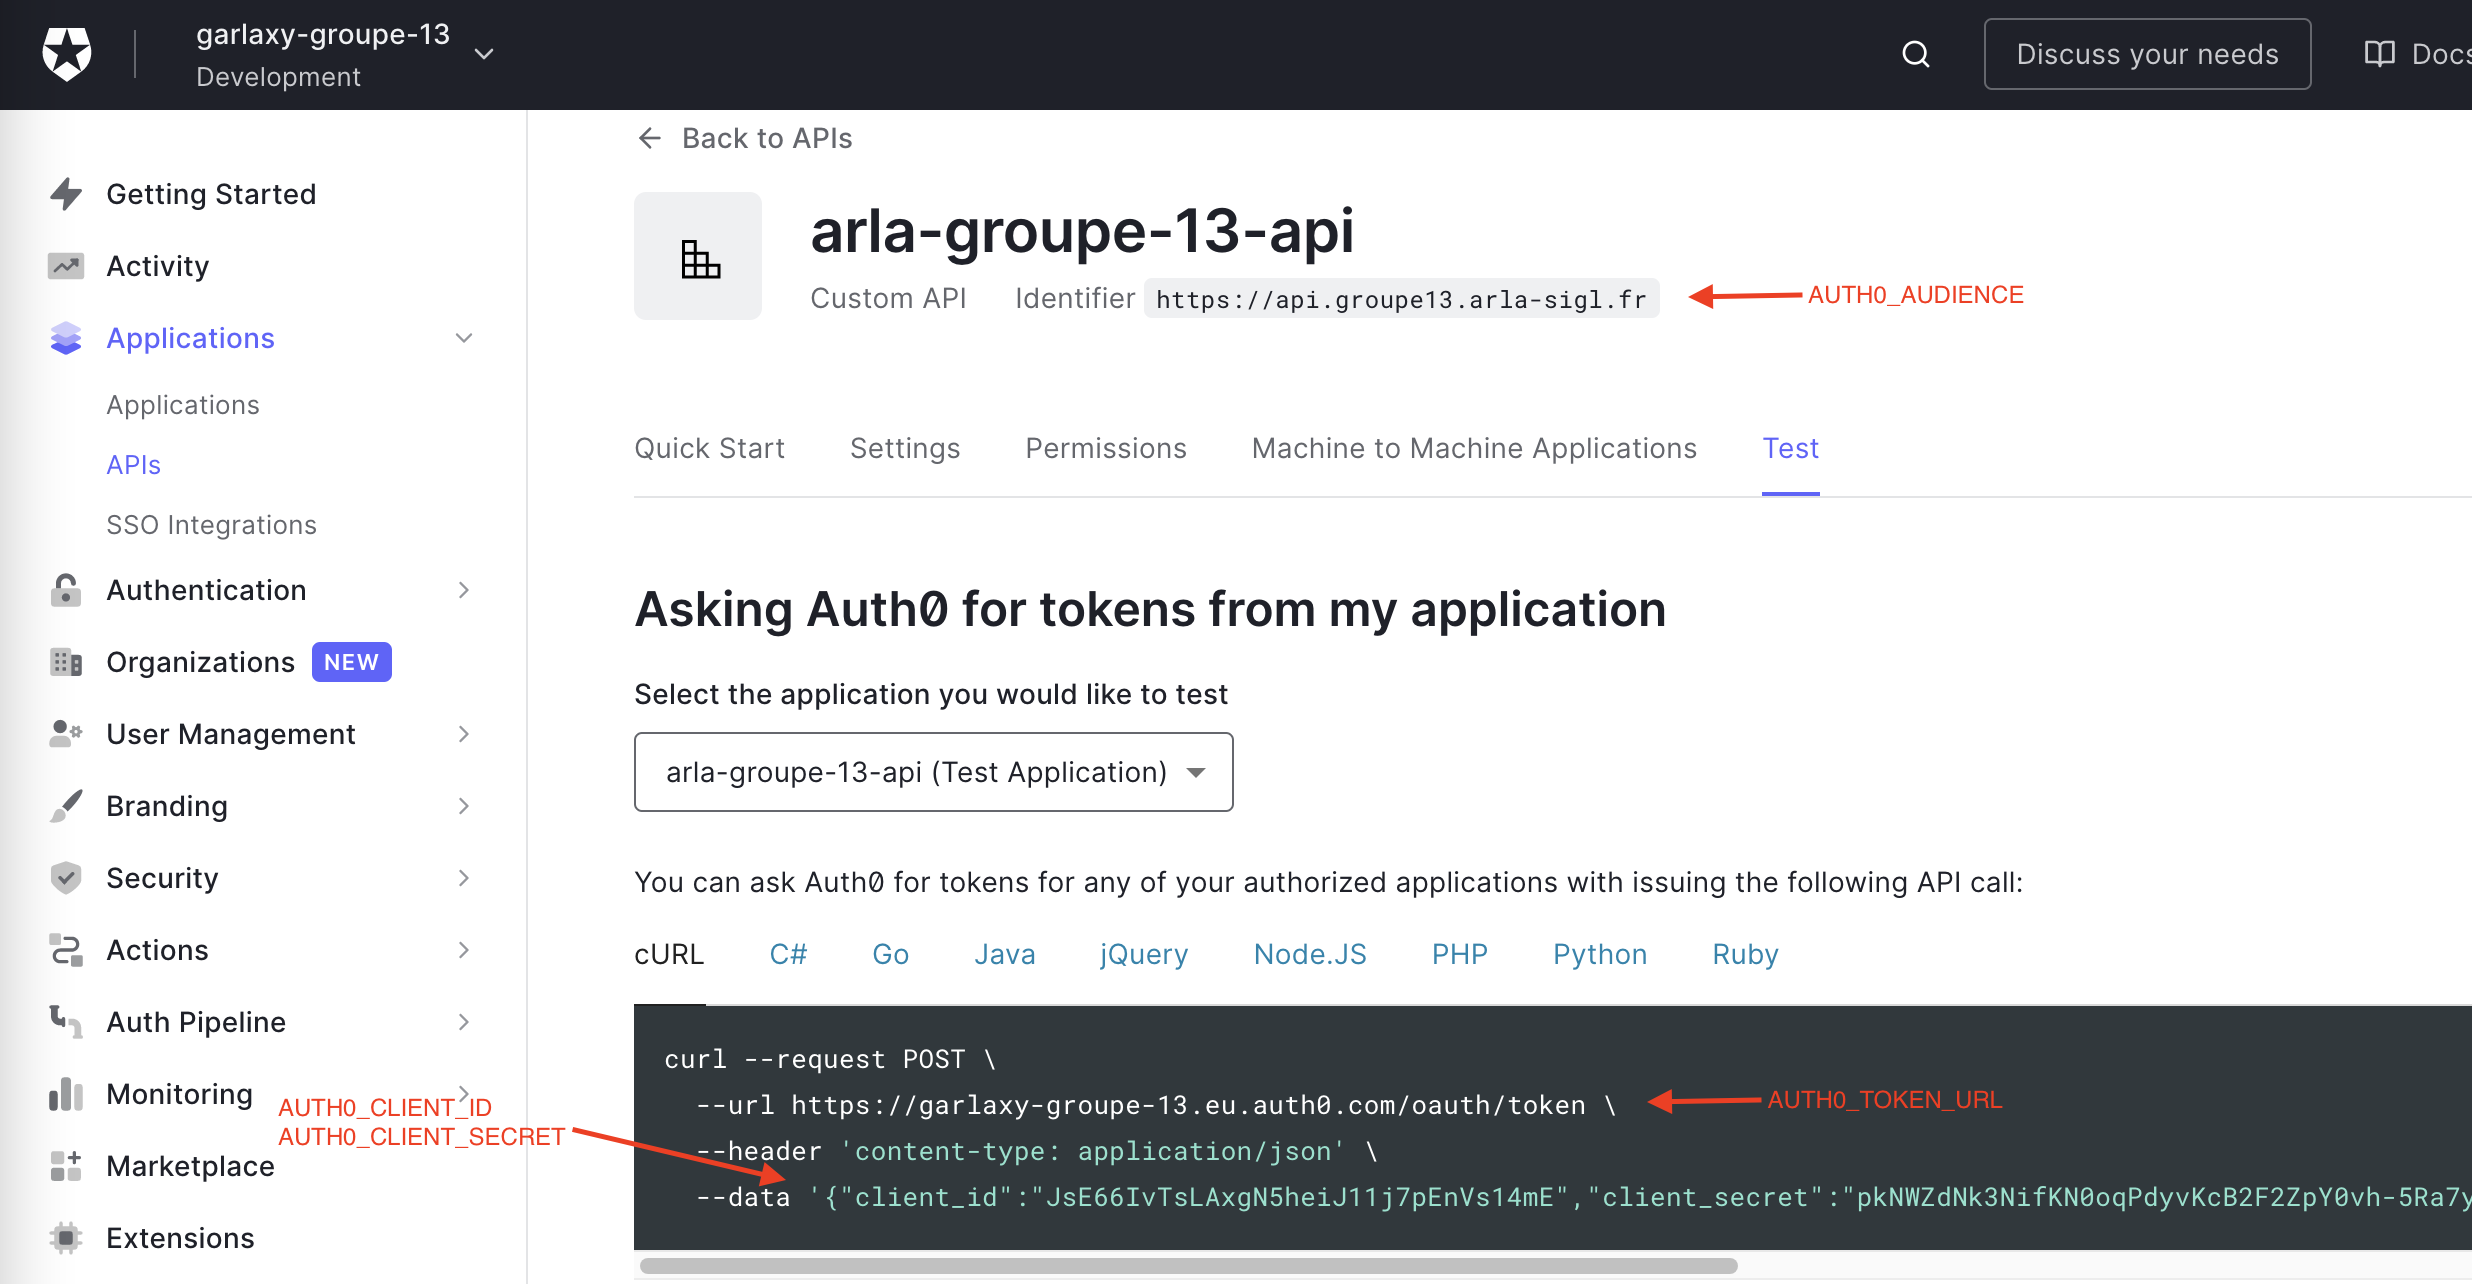 garlaxy-groupe-13
Development
Discuss your needs
Docs
Getting Started
Activity
Applications
Applications
APIs
SSO Integrations
Authentication
Organizations NEW
User Management
Branding
Security
Actions
Auth Pipeline
Monitoring
Marketplace
Extensions
Back to APIs
arla-groupe-13-api
Custom API Identifier https://api.groupe13.arla-sigl.fr AUTH0_AUDIENCE
Quick Start Settings Permissions Machine to Machine Applications Test
Asking Auth0 for tokens from my application
Select the application you would like to test
arla-groupe-13-api (Test Application)
You can ask Auth0 for tokens for any of your authorized applications with issuing the following API call:
cURL C# Go Java jQuery Node.JS PHP Python Ruby
curl --request POST \
--url https://garlaxy-groupe-13.eu.auth0.com/oauth/token \ AUTH0_TOKEN_URL
AUTH0_CLIENT_ID
AUTH0_CLIENT_SECRET
--header 'content-type: application/json' \
--data '{"client_id":"JsE66IvTsLAxgN5heiJ11j7pEnVs14mE","client_secret":"pkNWZdNk3NifKN0oqPdyvKcB2F2ZpY0vh-5Ra7y